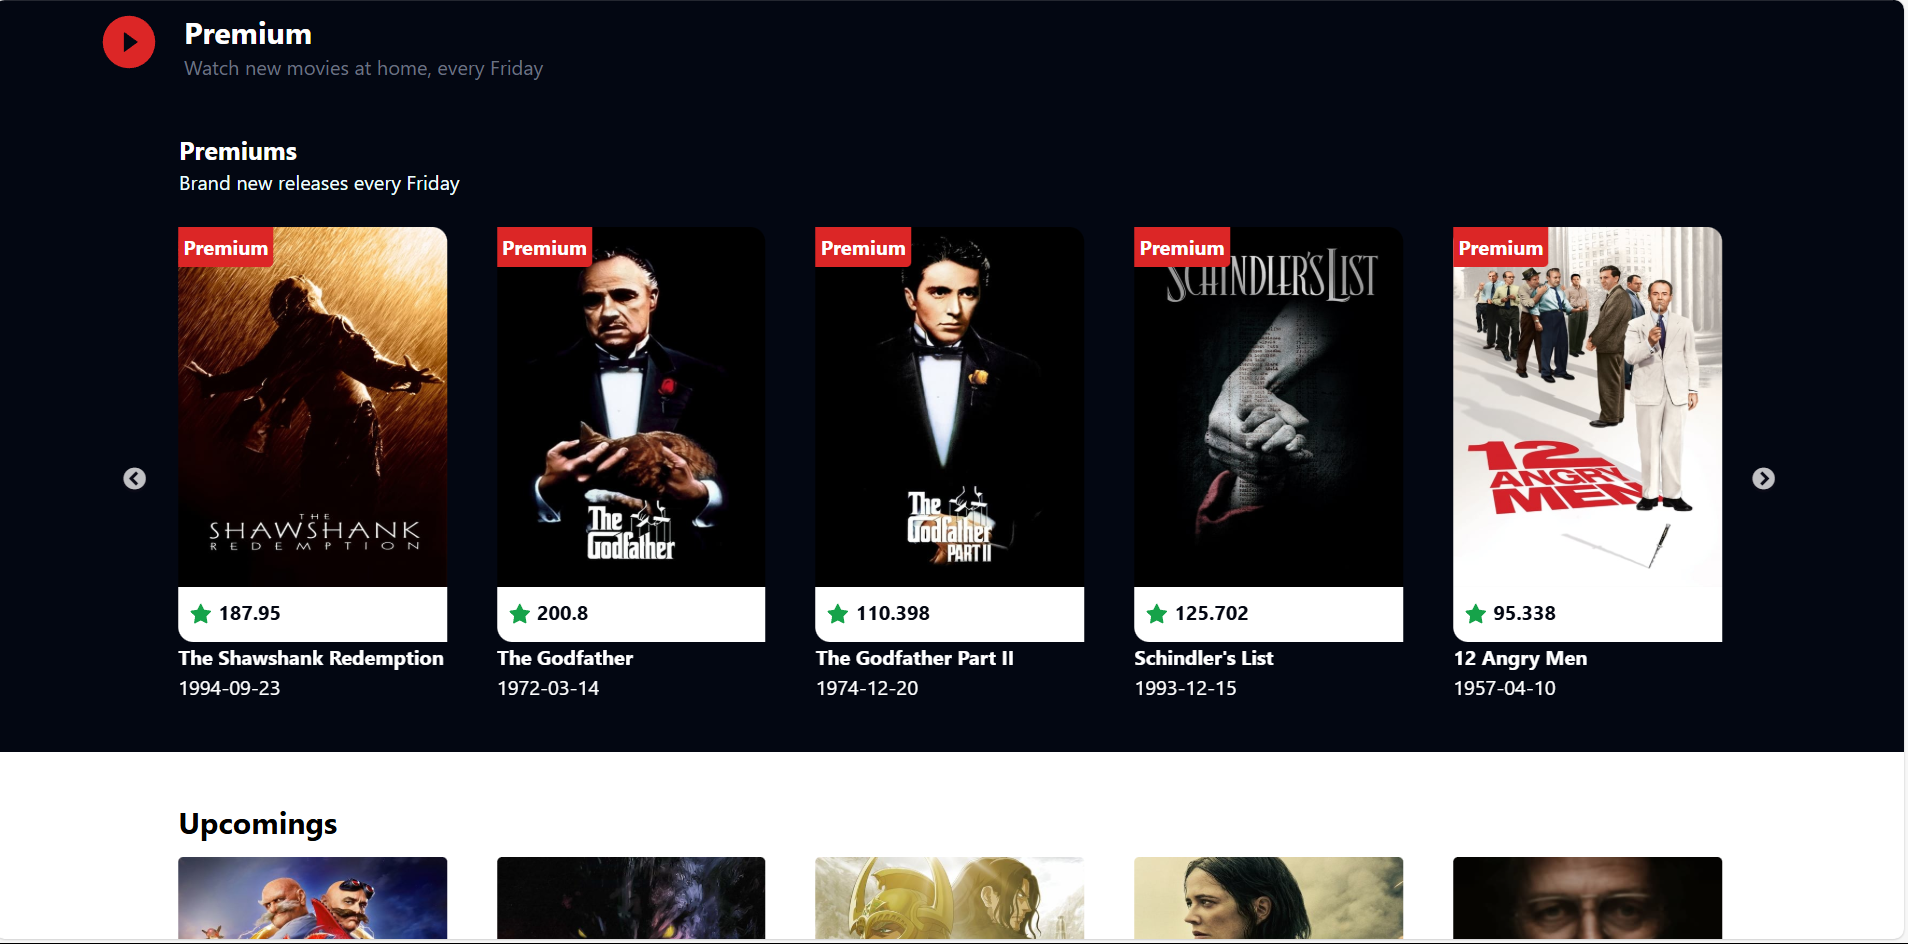 Premium
Watch new movies at home, every Friday
Premiums
Brand new releases every Friday
Premium
THE
SHAWSHANK
REDEMPTION
187.95
The Shawshank Redemption
1994-09-23
Premium
The
Godfather
200.8
The Godfather
1972-03-14
Premium
The
Godfather
PART II
110.398
The Godfather Part II
1974-12-20
Premium
SCHINDLER'S LIST
125.702
Schindler's List
1993-12-15
Premium
12
ANGRY
MEN
95.338
12 Angry Men
1957-04-10
Upcomings